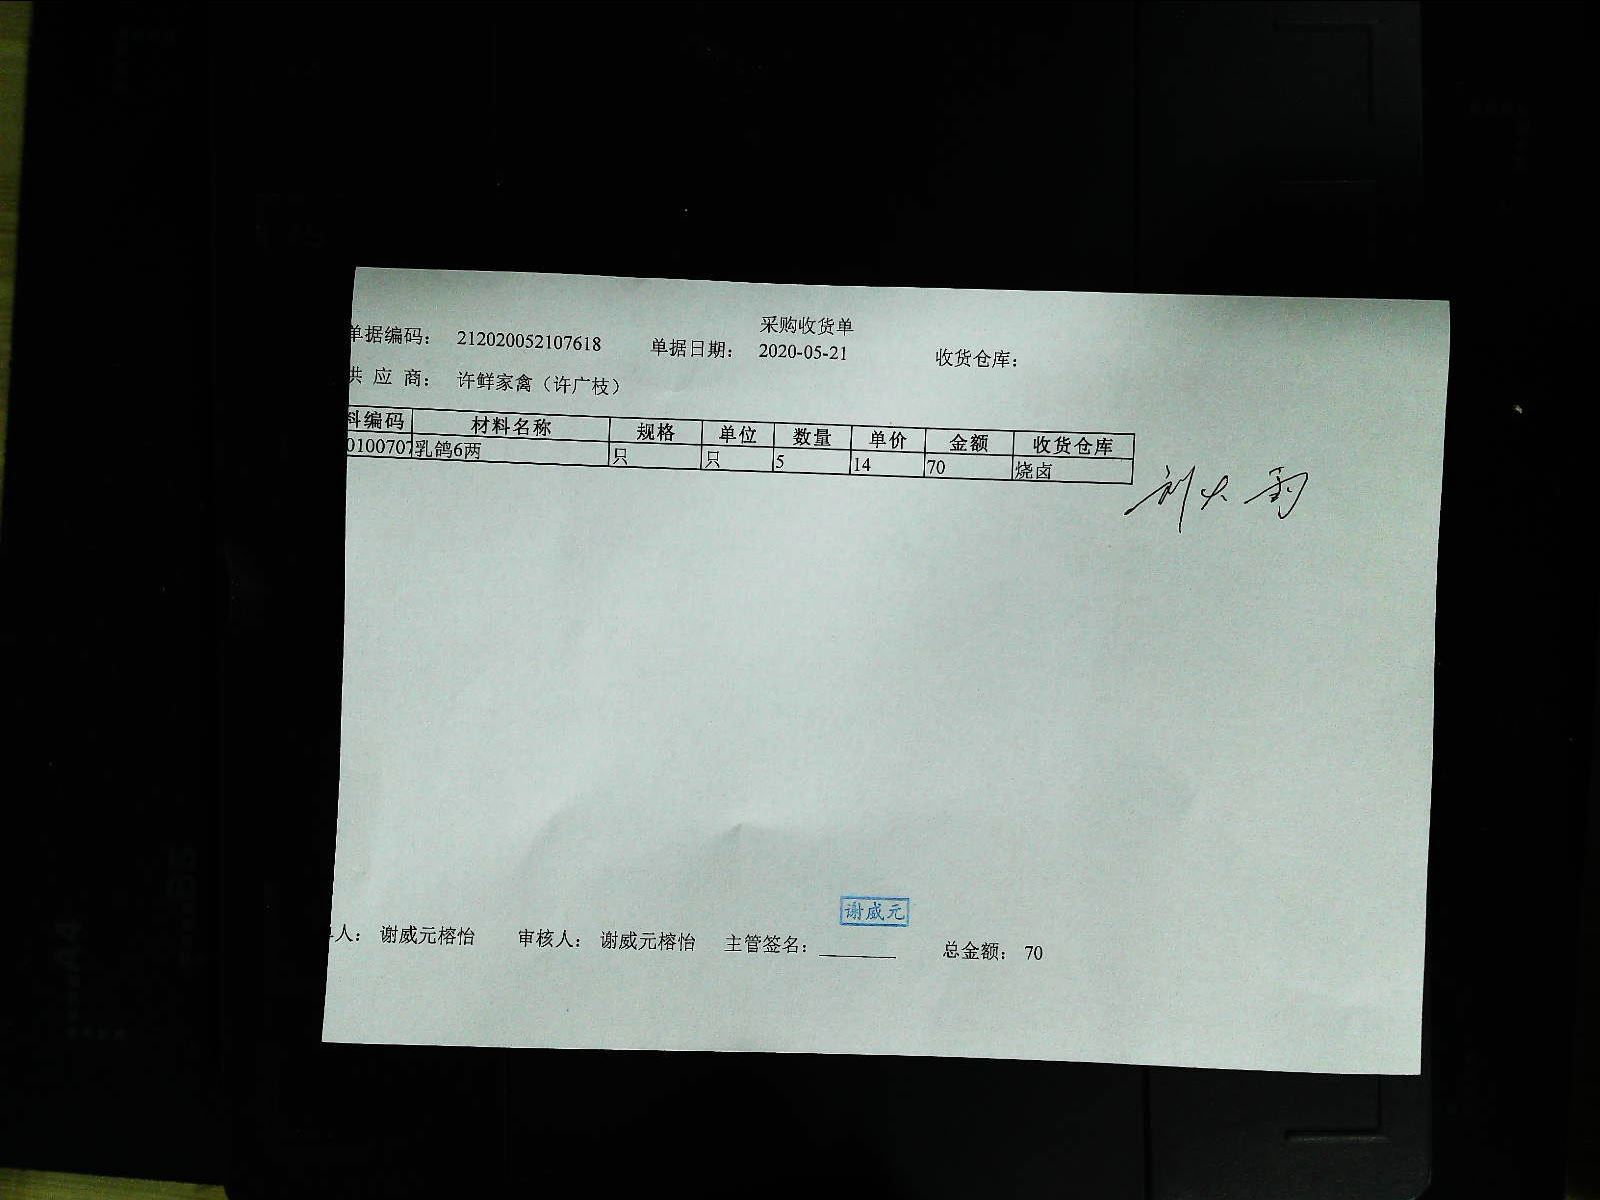 采购收货单
单据编码： 212020052107618 单据日期： 2020-05-21 收货仓库：
供 应 商： 许鲜家禽（许广枝）
料编码 材料名称 规格 单位 数量 单价 金额 收货仓库
0100707 乳鸽6两 只 只 5 14 70 烧卤
谢威元
人： 谢威元榕怡 审核人： 谢威元榕怡 主管签名： 总金额： 70